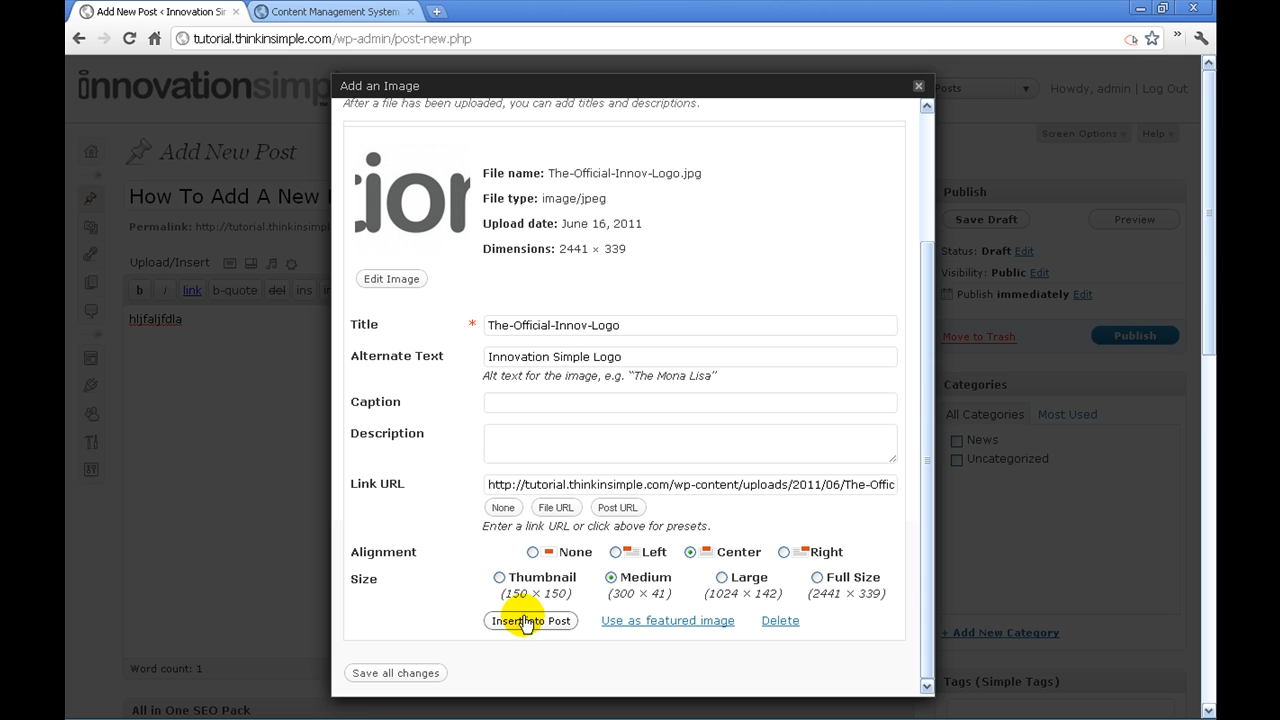 Add New Post ‹ Innovation Sir
Content Management System
tutorial.thinkinsimple.com/wp-admin/post-new.php
innovationsimp
Posts
Howdy, admin | Log Out
Screen Options
Help
Add New Post
How To Add A New
Permalink: http://tutorial.thinkinsimpl
Upload/Insert
b
i
link
b-quote
del
ins
hljfaljfdla
Word count: 1
All in One SEO Pack
Add an Image
After a file has been uploaded, you can add titles and descriptions.
tion
File name: The-Official-Innov-Logo.jpg
File type: image/jpeg
Upload date: June 16, 2011
Dimensions: 2441 × 339
Edit Image
Title * The-Official-Innov-Logo
Alternate Text Innovation Simple Logo
Alt text for the image, e.g. “The Mona Lisa”
Caption
Description
Link URL http://tutorial.thinkinsimple.com/wp-content/uploads/2011/06/The-Offic
None File URL Post URL
Enter a link URL or click above for presets.
Alignment None Left Center Right
Size Thumbnail Medium Large Full Size
(150 × 150) (300 × 41) (1024 × 142) (2441 × 339)
Insert into Post Use as featured image Delete
Save all changes
Publish
Save Draft Preview
Status: Draft Edit
Visibility: Public Edit
Publish immediately Edit
Move to Trash Publish
Categories
All Categories Most Used
News
Uncategorized
+ Add New Category
Tags (Simple Tags)